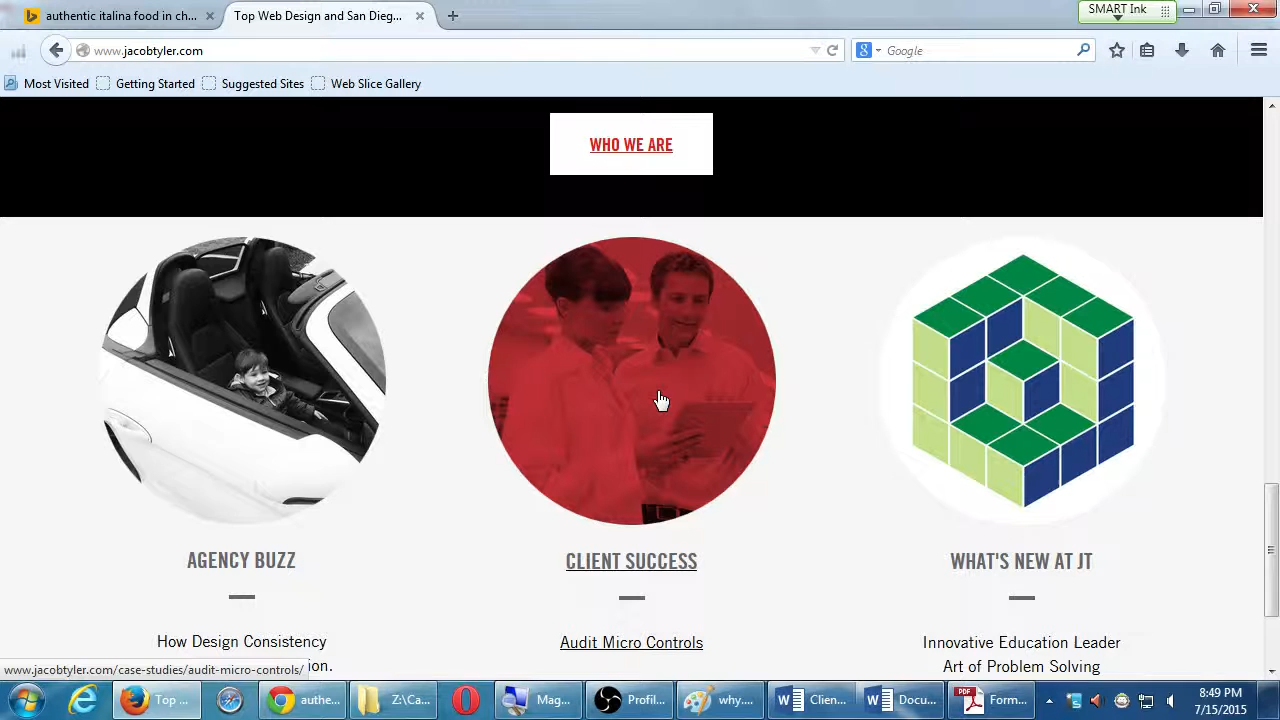 authentic italina food in ch...
Top Web Design and San Dieg...
SMART Ink
www.jacobtyler.com
Google
Most Visited
Getting Started
Suggested Sites
Web Slice Gallery
WHO WE ARE
AGENCY BUZZ
CLIENT SUCCESS
WHAT'S NEW AT JT
How Design Consistency
Audit Micro Controls
Innovative Education Leader
ion.
Art of Problem Solving
www.jacobtyler.com/case-studies/audit-micro-controls/
Top ...
authe...
Z:\Ca...
Mag...
Profil...
why....
Clien...
Docu...
PDF
Form...
8:49 PM
7/15/2015